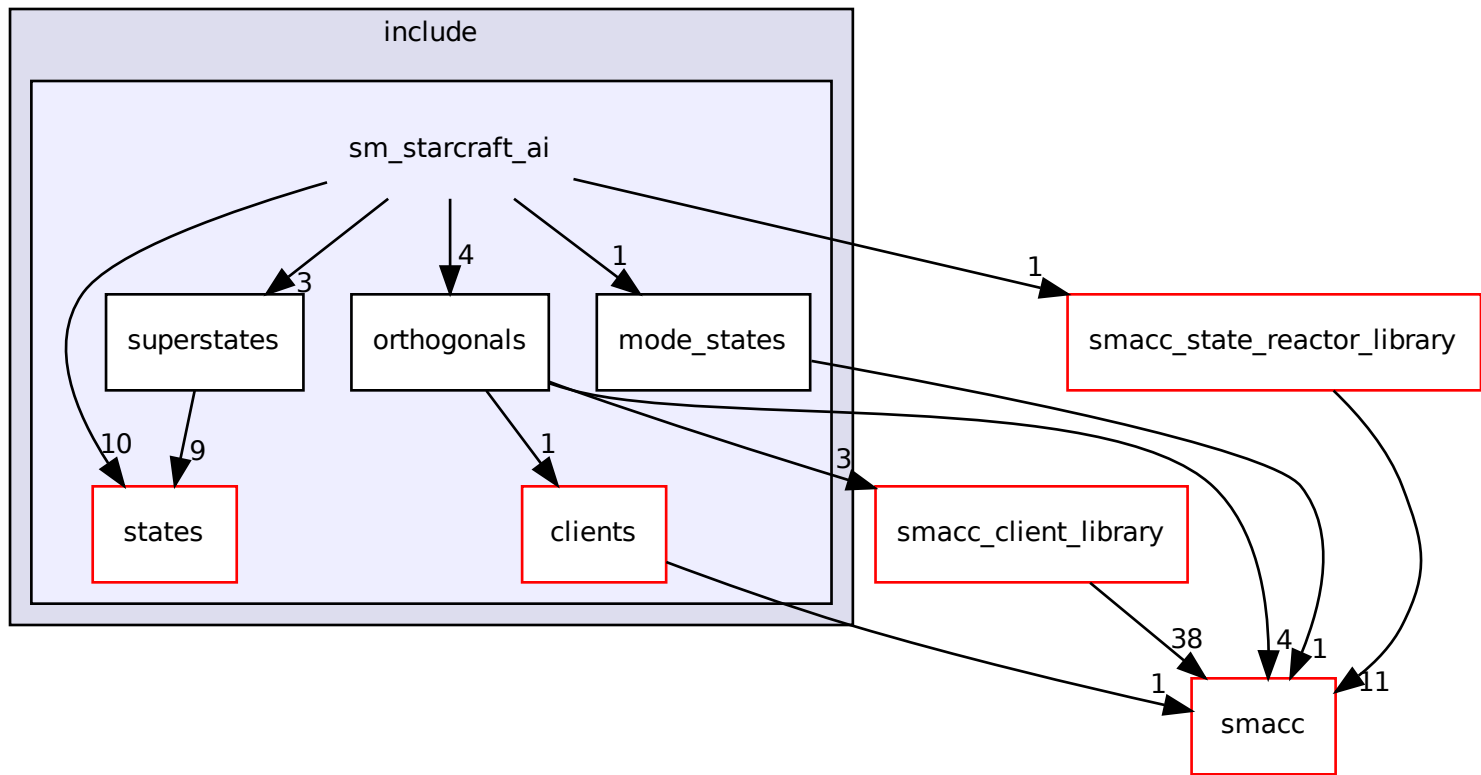 include
sm_starcraft_ai
1
1
3
4
superstates
orthogonals
mode_states
smacc_state_reactor_library
10
9
1
3
states
clients
smacc_client_library
38
4
1
1
11
smacc